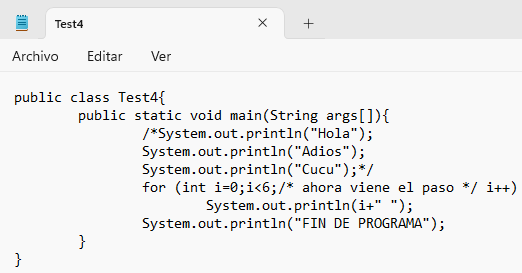 Test4
Archivo Editar Ver
public class Test4{
public static void main(String args[]){
/*System.out.println("Hola");
System.out.println("Adios");
System.out.println("Cucu");*/
for (int i=0;i<6;/* ahora viene el paso */ i++)
System.out.println(i+" ");
System.out.println("FIN DE PROGRAMA");
}
}